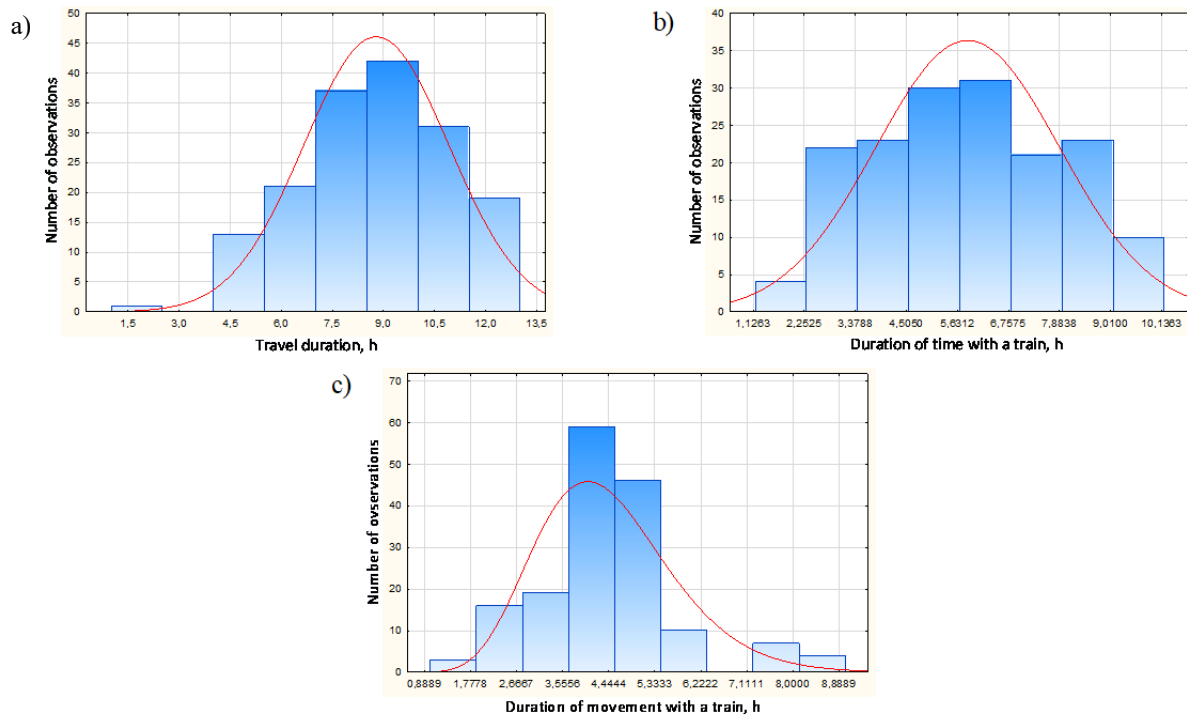 a)
Number of observations
50
45
40
35
30
25
20
15
10
5
0
1,5 3,0 4,5 6,0 7,5 9,0 10,5 12,0 13,5
Travel duration, h
b)
Number of observations
40
35
30
25
20
15
10
5
0
1,1263 2,2525 3,3788 4,5050 5,6312 6,7575 7,8838 9,0100 10,1363
Duration of time with a train, h
c)
Number of ovservations
70
60
50
40
30
20
10
0
0,8889 1,7778 2,6667 3,5556 4,4444 5,3333 6,2222 7,1111 8,0000 8,8889
Duration of movement with a train, h